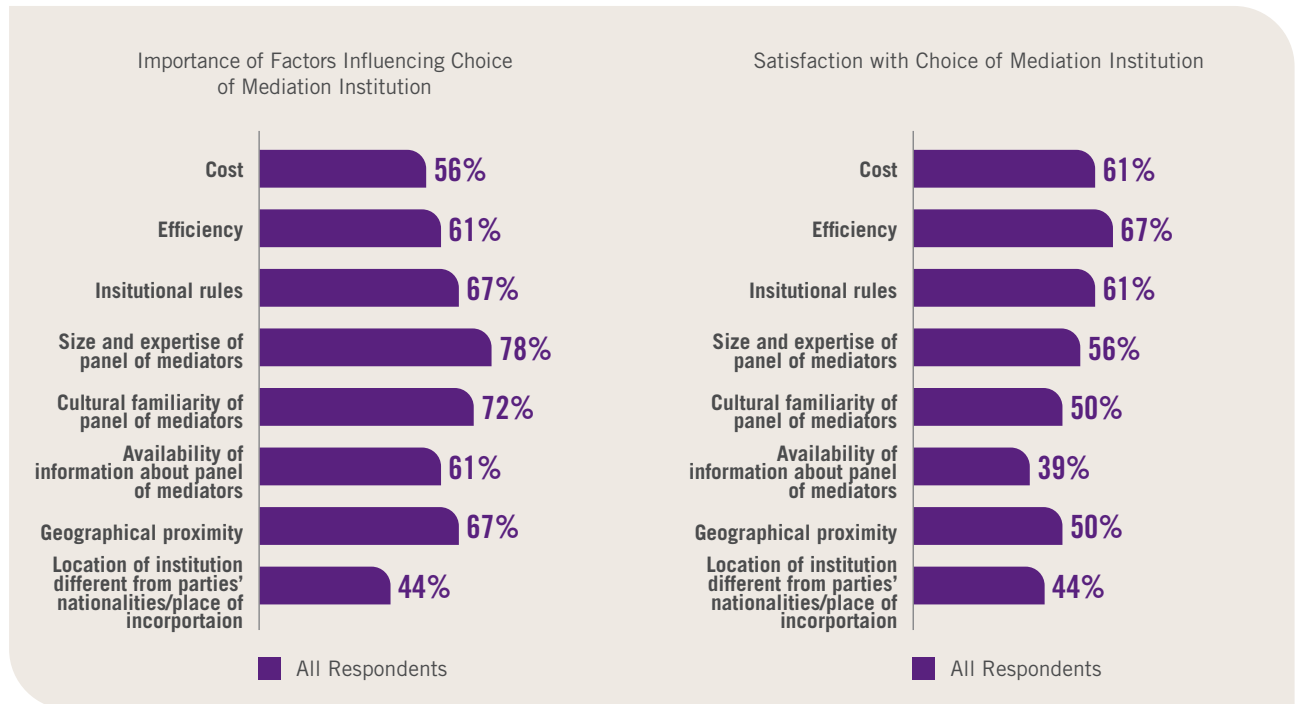 Importance of Factors Influencing Choice
of Mediation Institution
Cost
56%
Efficiency
61%
Insitutional rules
67%
Size and expertise of
panel of mediators
78%
Cultural familiarity of
panel of mediators
72%
Availability of
information about panel
of mediators
61%
Geographical proximity
67%
Location of institution
different from parties’
nationalities/place of
incorportaion
44%
All Respondents
Satisfaction with Choice of Mediation Institution
Cost
61%
Efficiency
67%
Insitutional rules
61%
Size and expertise of
panel of mediators
56%
Cultural familiarity of
panel of mediators
50%
Availability of
information about panel
of mediators
39%
Geographical proximity
50%
Location of institution
different from parties’
nationalities/place of
incorportaion
44%
All Respondents